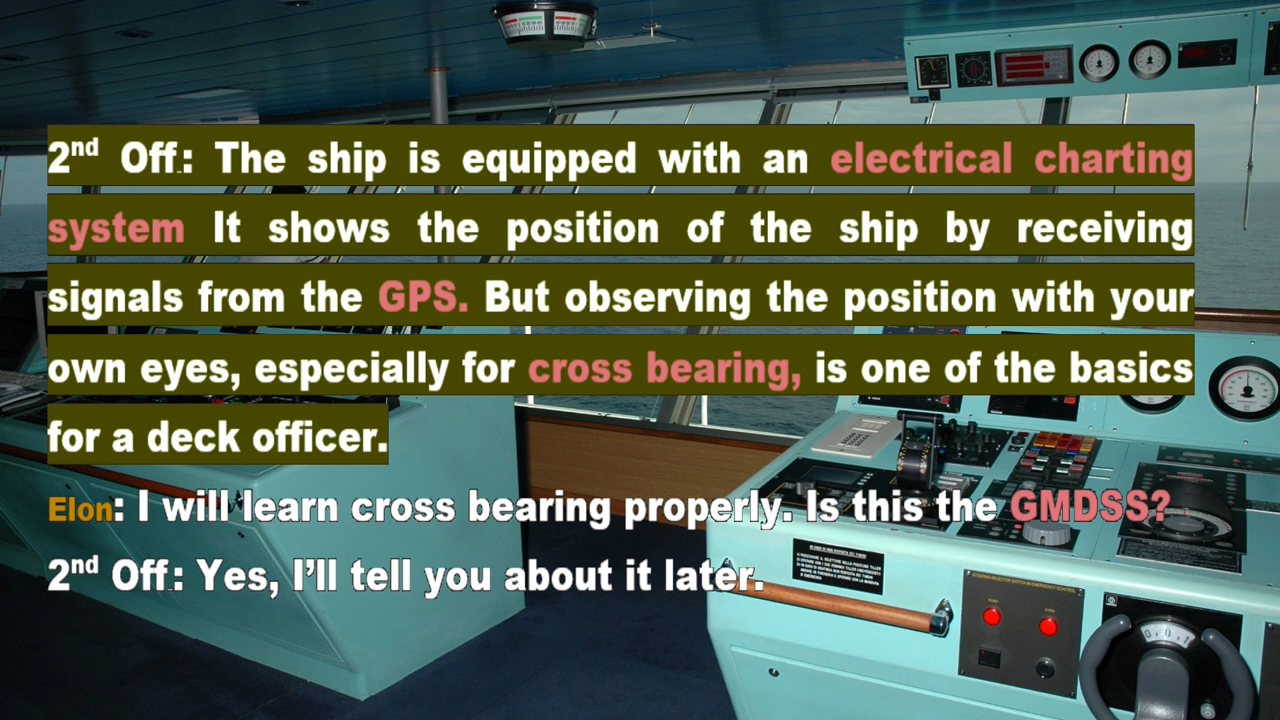 2nd Off.: The ship is equipped with an electrical charting
system It shows the position of the ship by receiving
signals from the GPS. But observing the position with your
own eyes, especially for cross bearing, is one of the basics
for a deck officer.
Elon: I will learn cross bearing properly. Is this the GMDSS?
2nd Off: Yes, I’ll tell you about it later.